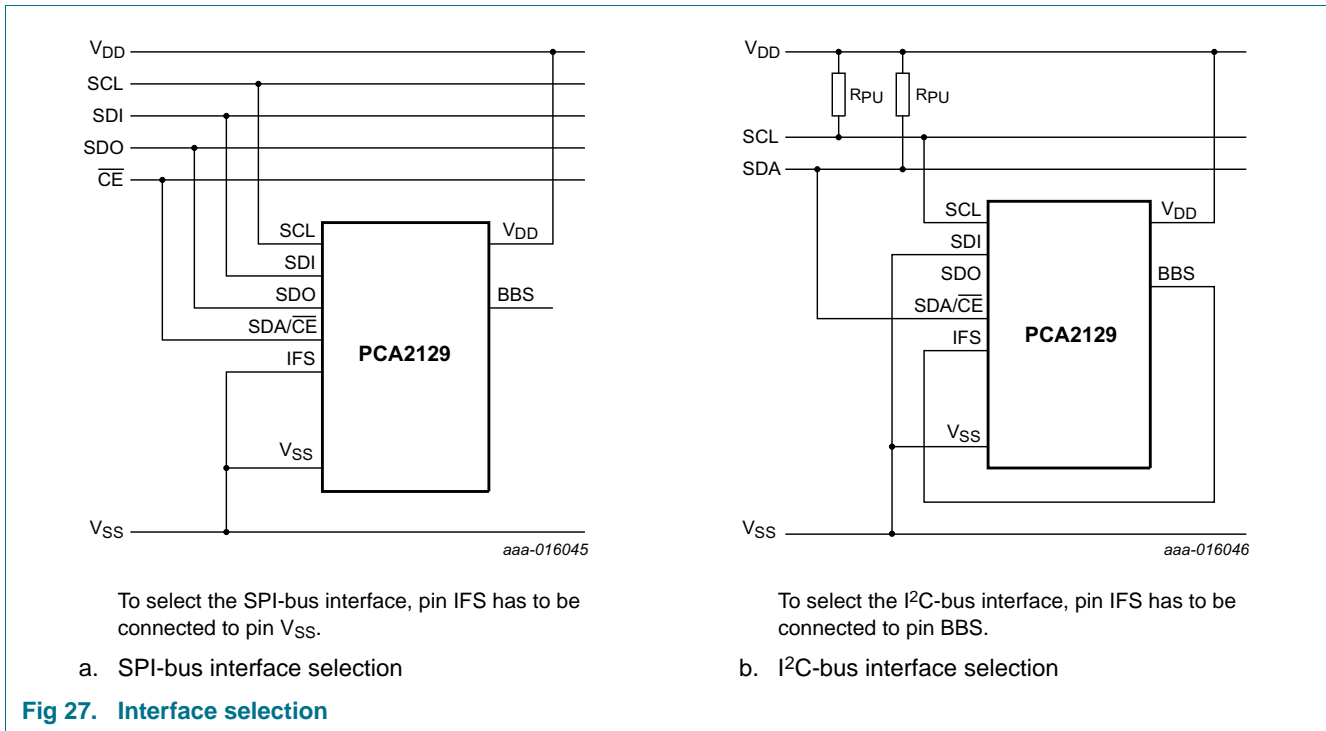 VDD
SCL
SDI
SDO
CE
SCL
SDI
SDO
SDA/CE
IFS
VSS
VDD
BBS
PCA2129
VSS
aaa-016045
To select the SPI-bus interface, pin IFS has to be
connected to pin VSS.
a. SPI-bus interface selection
VDD
RPU
RPU
SCL
SDA
SCL
SDI
SDO
SDA/CE
IFS
VSS
VDD
BBS
PCA2129
VSS
aaa-016046
To select the I2C-bus interface, pin IFS has to be
connected to pin BBS.
b. I2C-bus interface selection
Fig 27. Interface selection